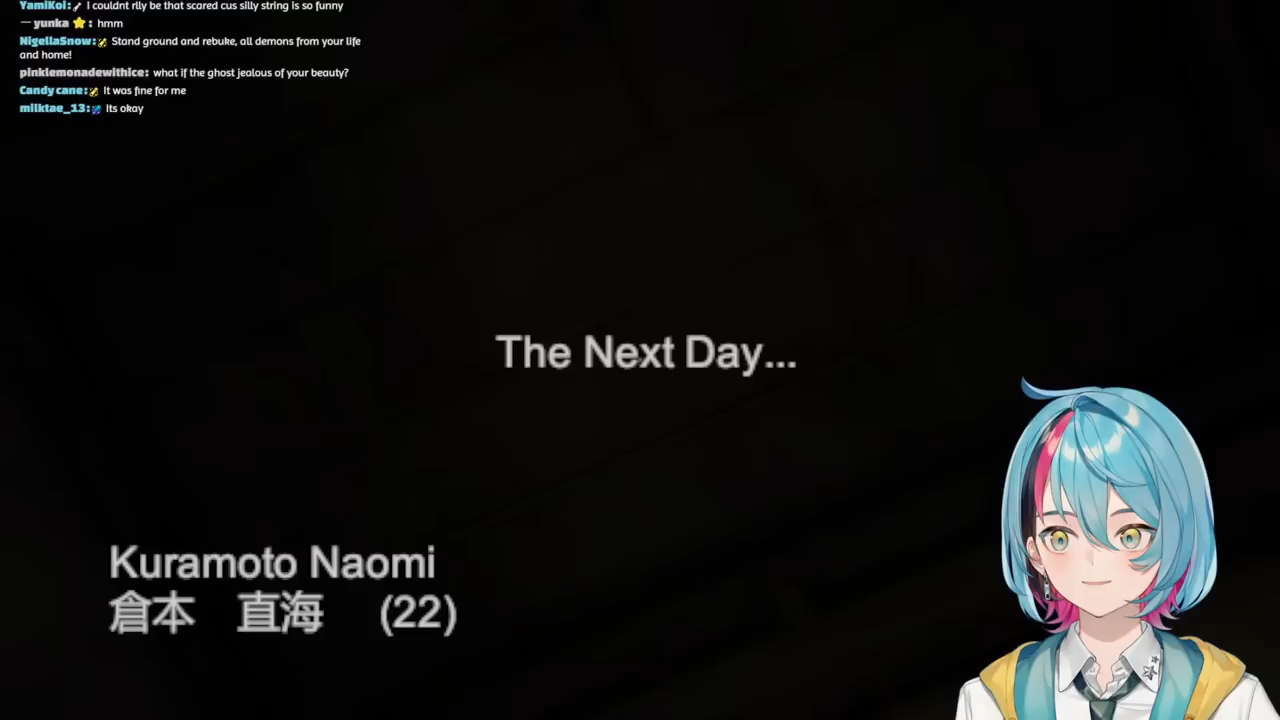 YamiKoi: I couldnt rlly be that scared cus silly string is so funny
— yunka ⭐ : hmm
NigellaSnow: Stand ground and rebuke, all demons from your life
and home!
pinklemonadewithice: what if the ghost jealous of your beauty?
Candy cane: It was fine for me
milktae_13: Its okay
The Next Day...
Kuramoto Naomi
倉本 直海 (22)